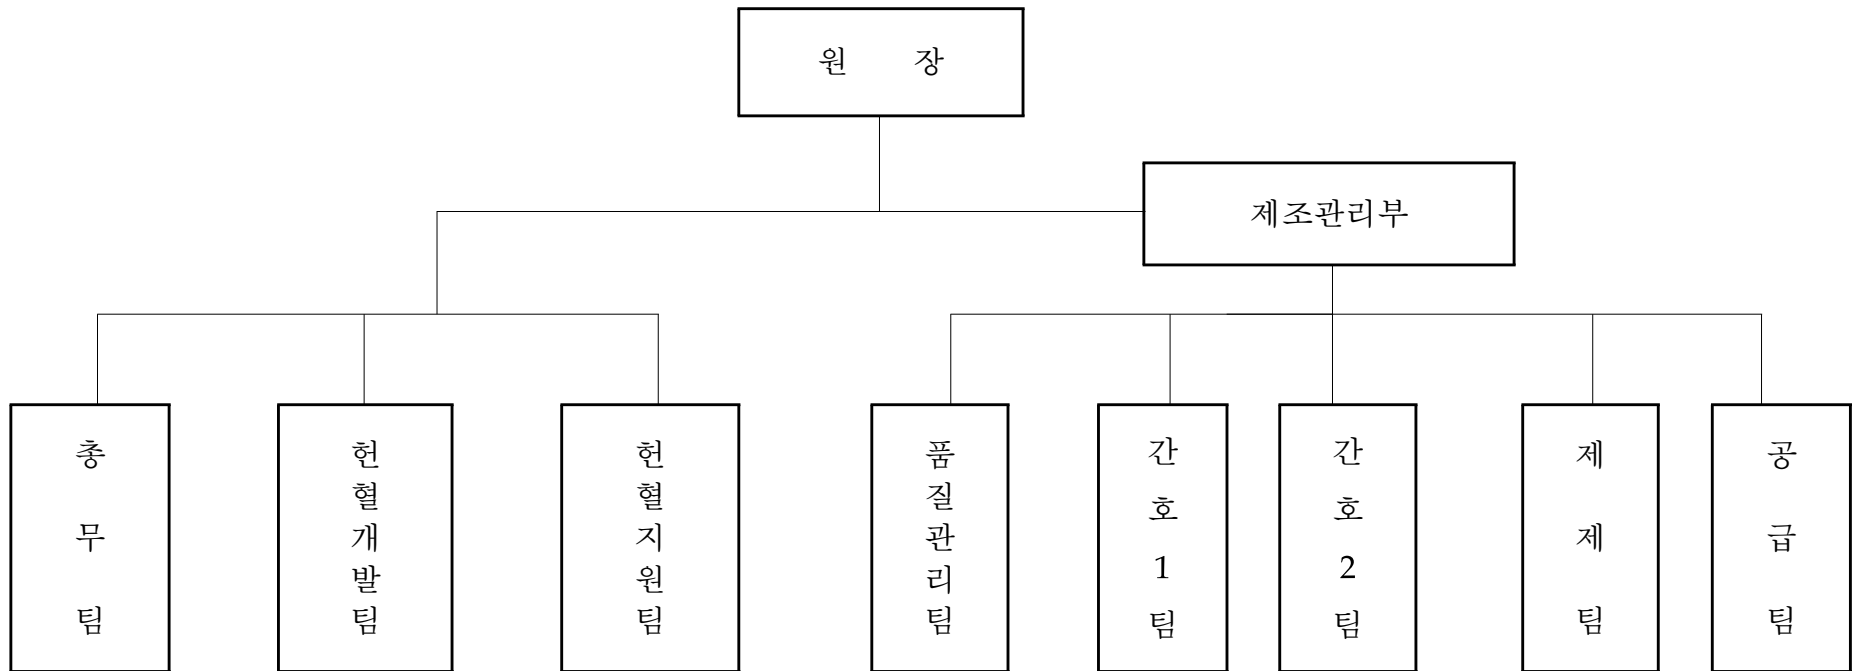 원 장
제조관리부
총무팀
헌혈개발팀
헌혈지원팀
품질관리팀
간호1팀
간호2팀
제제팀
공급팀